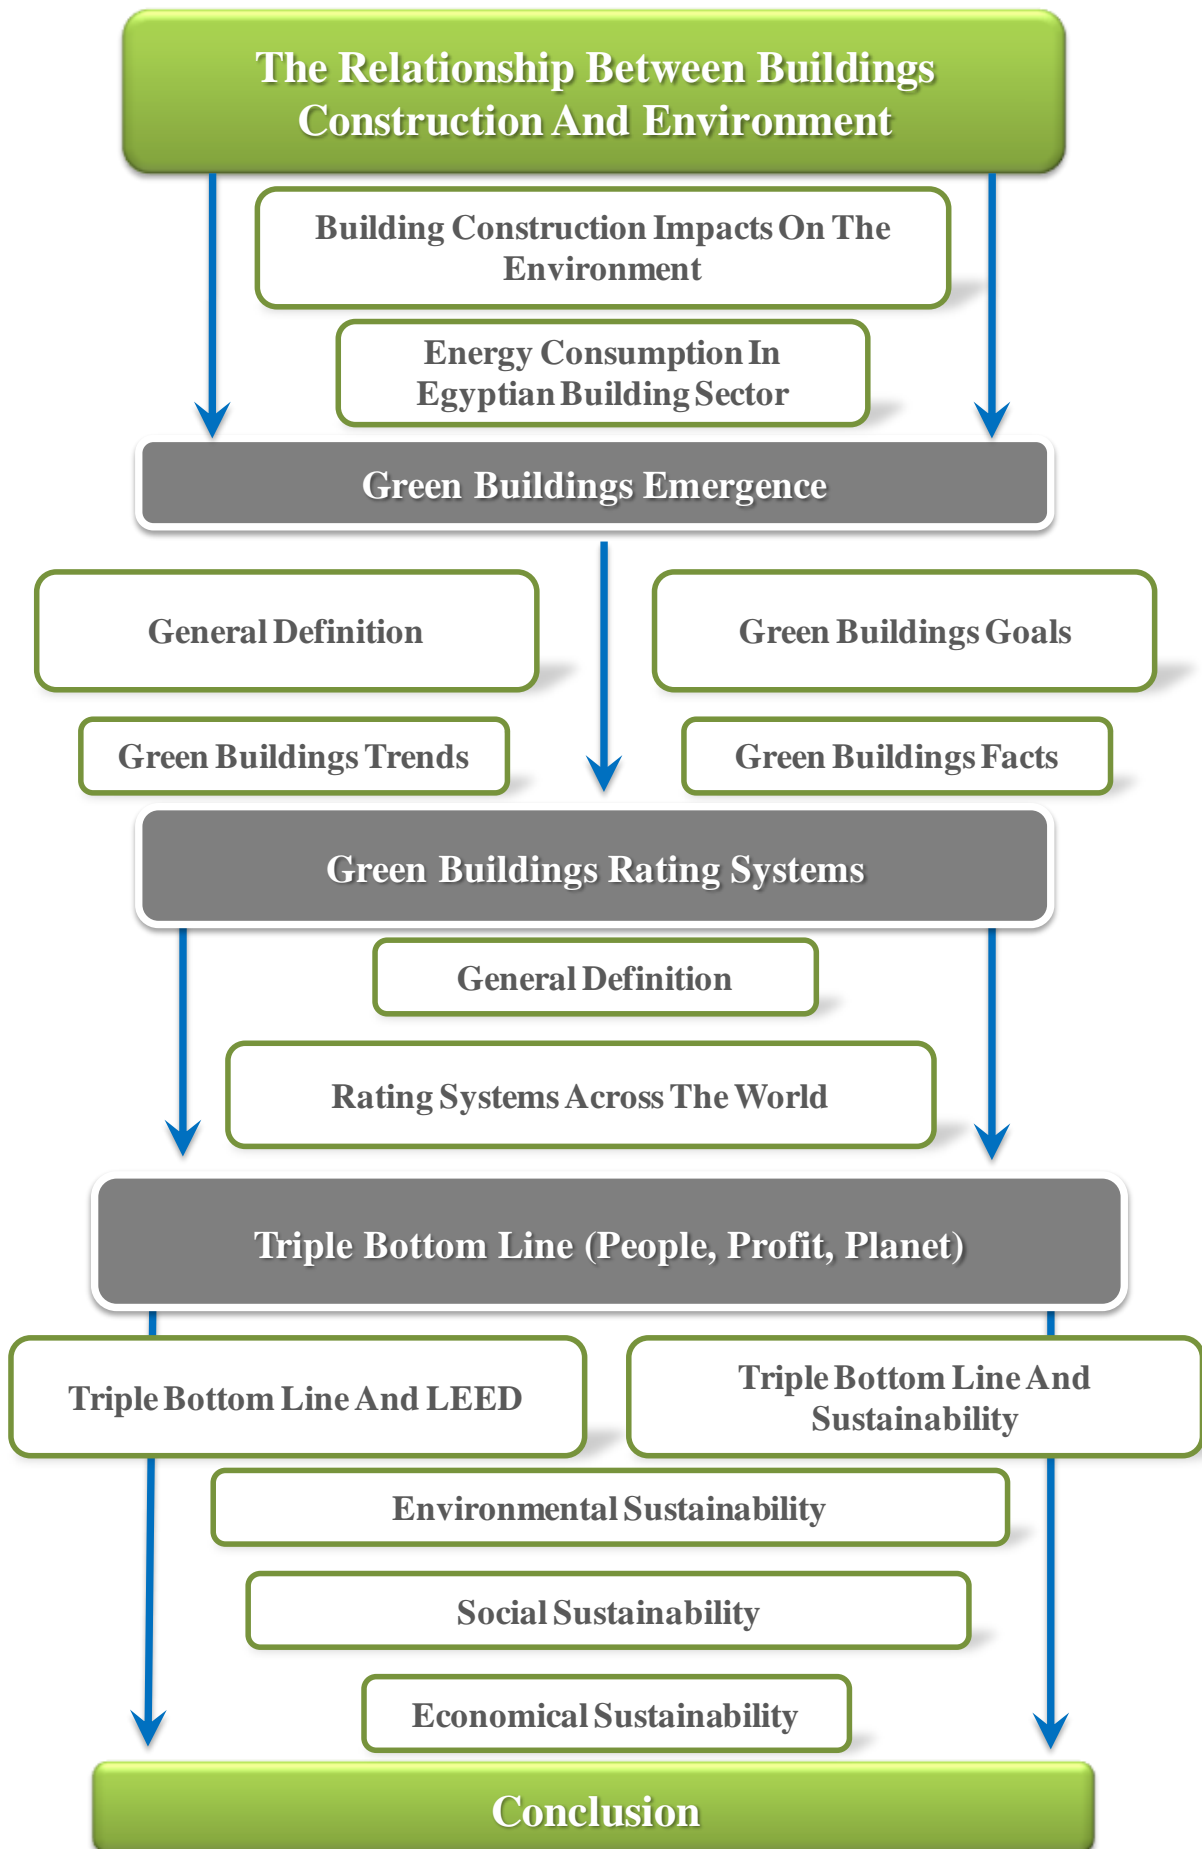 The Relationship Between Buildings
Construction And Environment
Building Construction Impacts On The
Environment
Energy Consumption In
Egyptian Building Sector
Green Buildings Emergence
General Definition
Green Buildings Goals
Green Buildings Trends
Green Buildings Facts
Green Buildings Rating Systems
General Definition
Rating Systems Across The World
Triple Bottom Line (People, Profit, Planet)
Triple Bottom Line And LEED
Triple Bottom Line And
Sustainability
Environmental Sustainability
Social Sustainability
Economical Sustainability
Conclusion